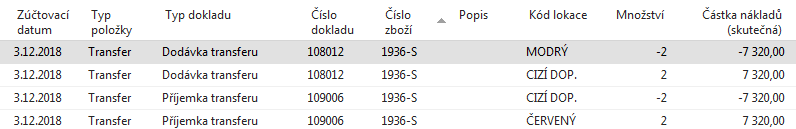 Zúčtovací datum Typ položky Typ dokladu Číslo dokladu Číslo zboží Popis Kód lokace Množství Částka nákladů (skutečná)
3.12.2018 Transfer Dodávka transferu 108012 1936-S MODRÝ -2 -7 320,00
3.12.2018 Transfer Dodávka transferu 108012 1936-S CIZÍ DOP. 2 7 320,00
3.12.2018 Transfer Příjemka transferu 109006 1936-S CIZÍ DOP. -2 -7 320,00
3.12.2018 Transfer Příjemka transferu 109006 1936-S ČERVENÝ 2 7 320,00